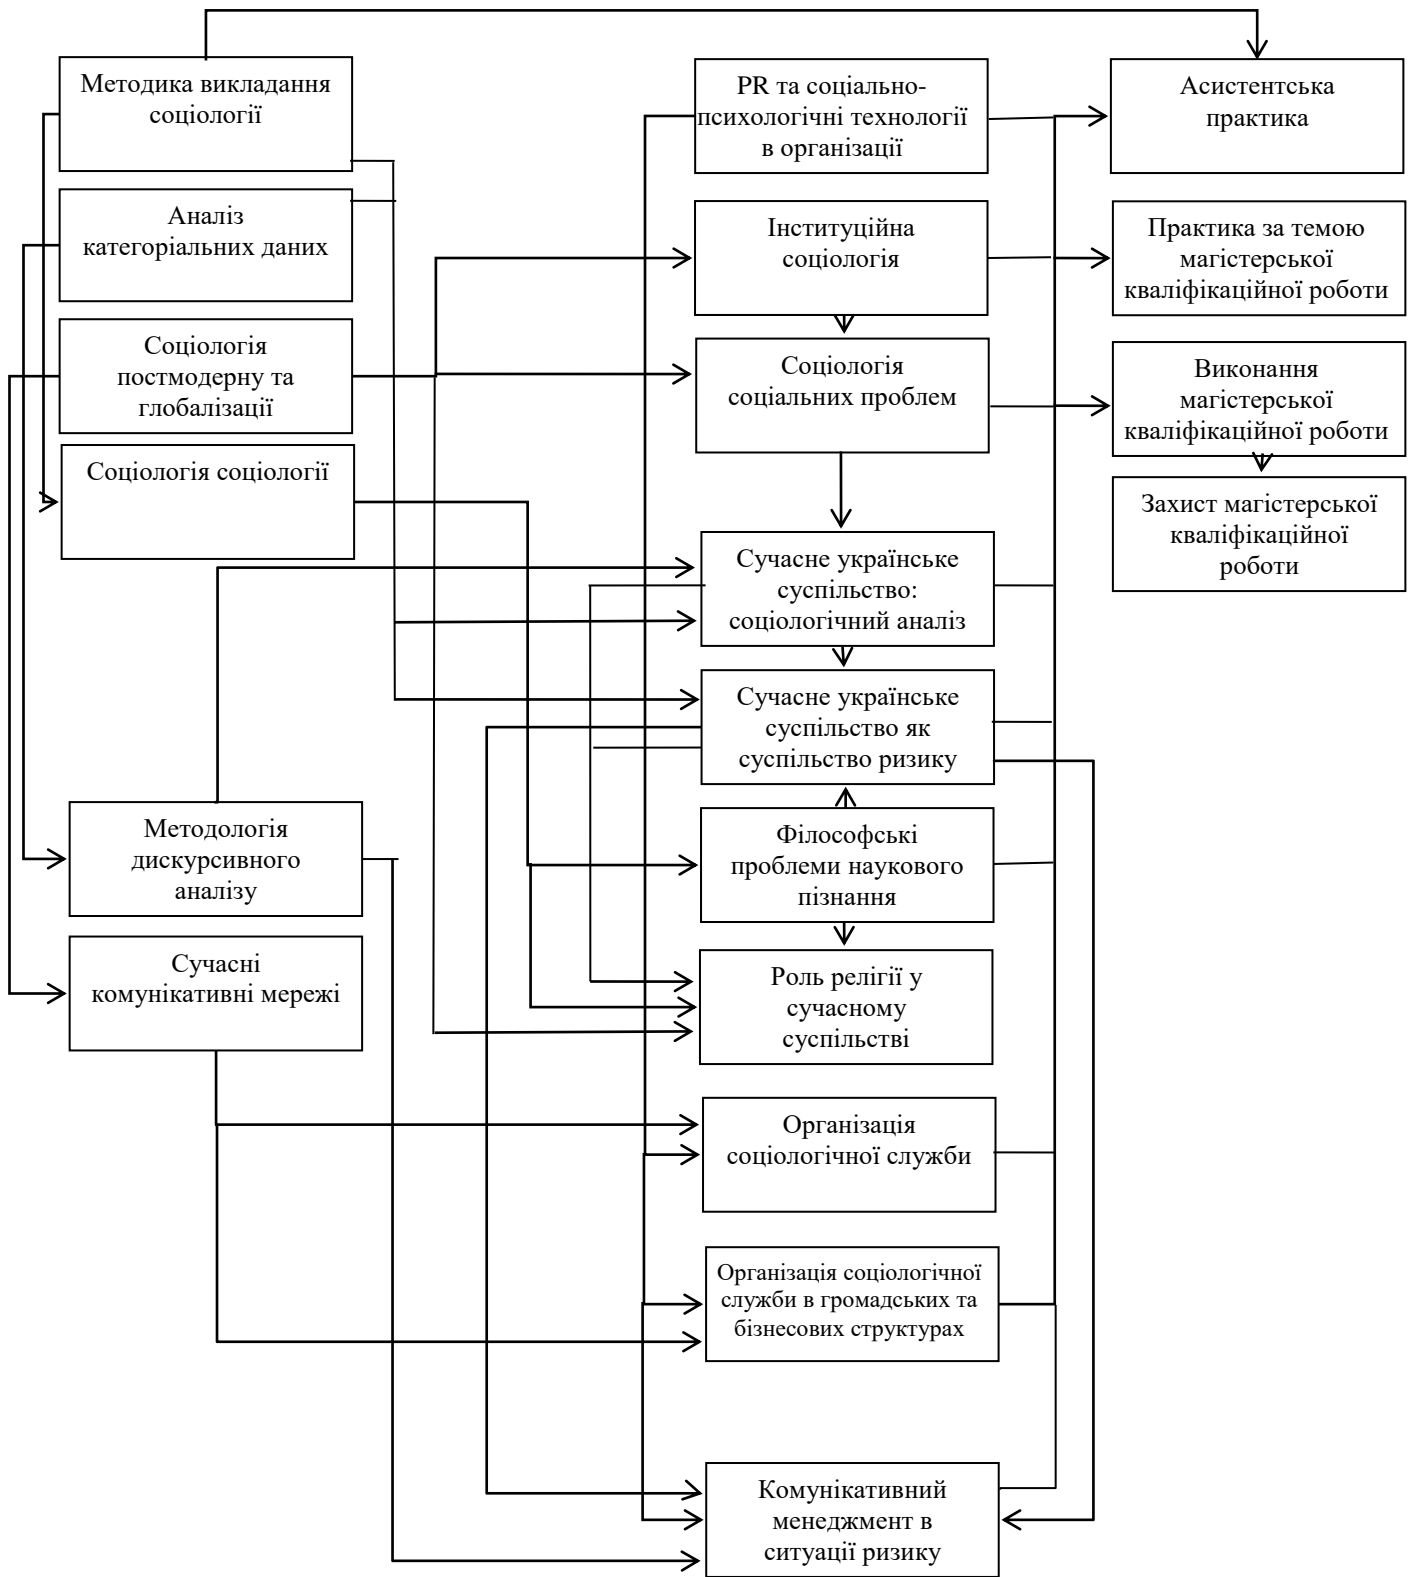 Методика викладання
соціології
Аналіз
категоріальних даних
Соціологія
постмодерну та
глобалізації
Соціологія соціології
Методологія
дискурсивного
аналізу
Сучасні
комунікативні мережі
PR та соціально-
психологічні технології
в організації
Інституційна
соціологія
Соціологія
соціальних проблем
Сучасне українське
суспільство:
соціологічний аналіз
Сучасне українське
суспільство як
суспільство ризику
Філософські
проблеми наукового
пізнання
Роль релігії у
сучасному
суспільстві
Організація
соціологічної служби
Організація соціологічної
служби в громадських та
бізнесових структурах
Комунікативний
менеджмент в
ситуації ризику
Асистентська
практика
Практика за темою
магістерської
кваліфікаційної роботи
Виконання
магістерської
кваліфікаційної роботи
Захист магістерської
кваліфікаційної
роботи